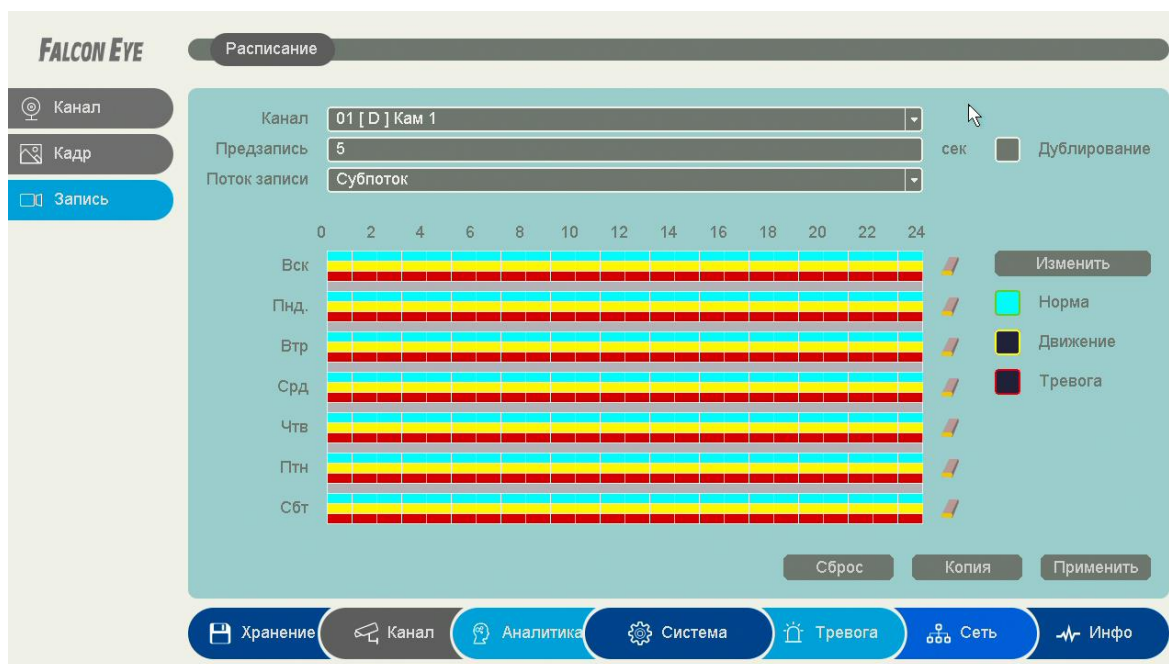 FALCON EYE
Расписание
Канал
Кадр
Запись
Канал 01 [ D ] Кам 1
Предзапись 5 сек Дублирование
Поток записи Субпоток
0 2 4 6 8 10 12 14 16 18 20 22 24
Вск Изменить
Пнд. Норма
Втр Движение
Срд Тревога
Чтв
Птн
Сбт
Сброс Копия Применить
Хранение Канал Аналитика Система Тревога Сеть Инфо